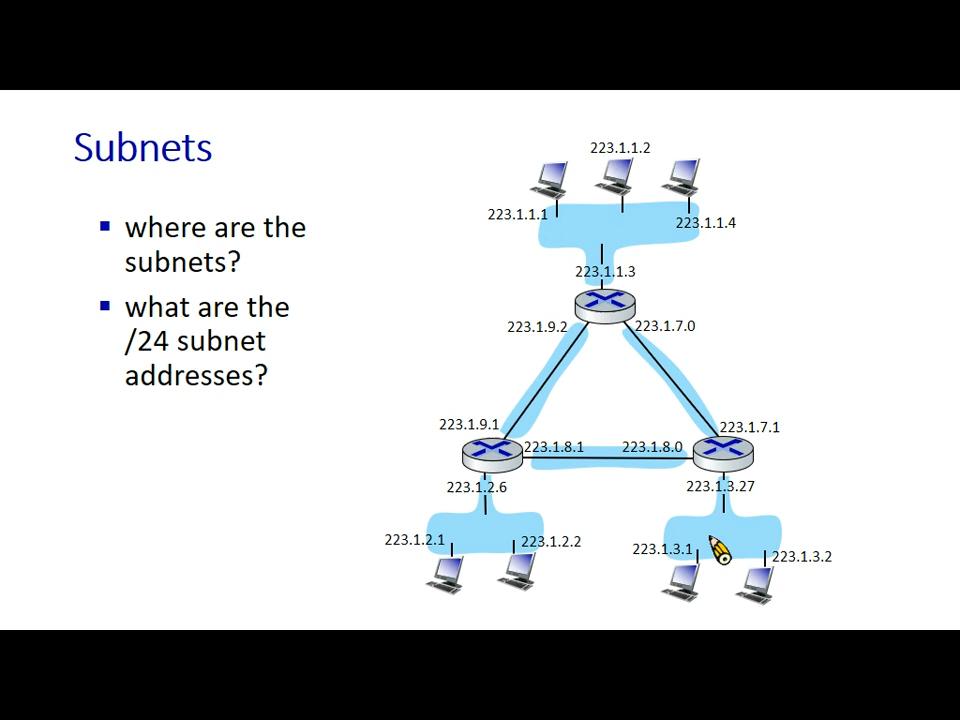 Subnets
where are the
subnets?
what are the
/24 subnet
addresses?
223.1.1.2
223.1.1.1
223.1.1.4
223.1.1.3
223.1.9.2
223.1.7.0
223.1.9.1
223.1.7.1
223.1.8.1
223.1.8.0
223.1.2.6
223.1.3.27
223.1.2.1
223.1.2.2
223.1.3.1
223.1.3.2